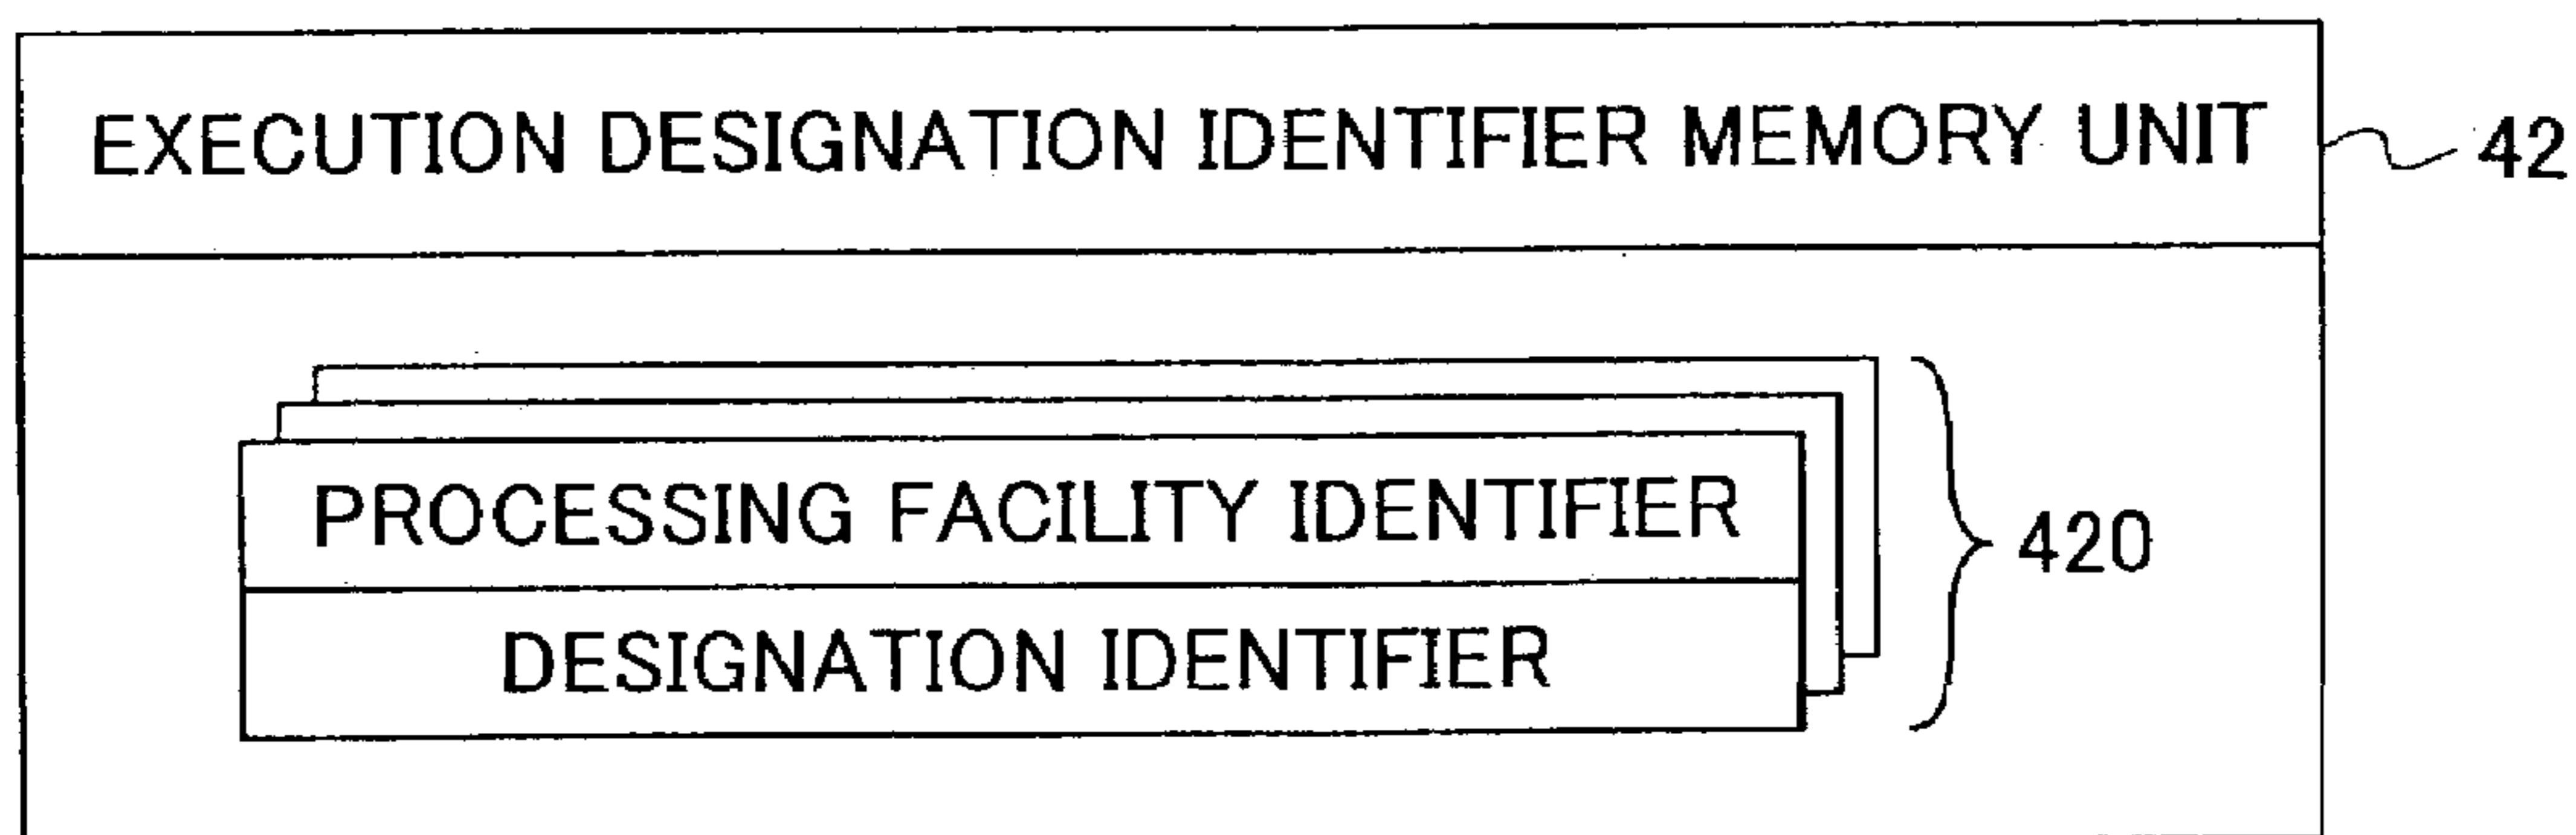 EXECUTION DESIGNATION IDENTIFIER MEMORY UNIT 42
PROCESSING FACILITY IDENTIFIER
420
DESIGNATION IDENTIFIER